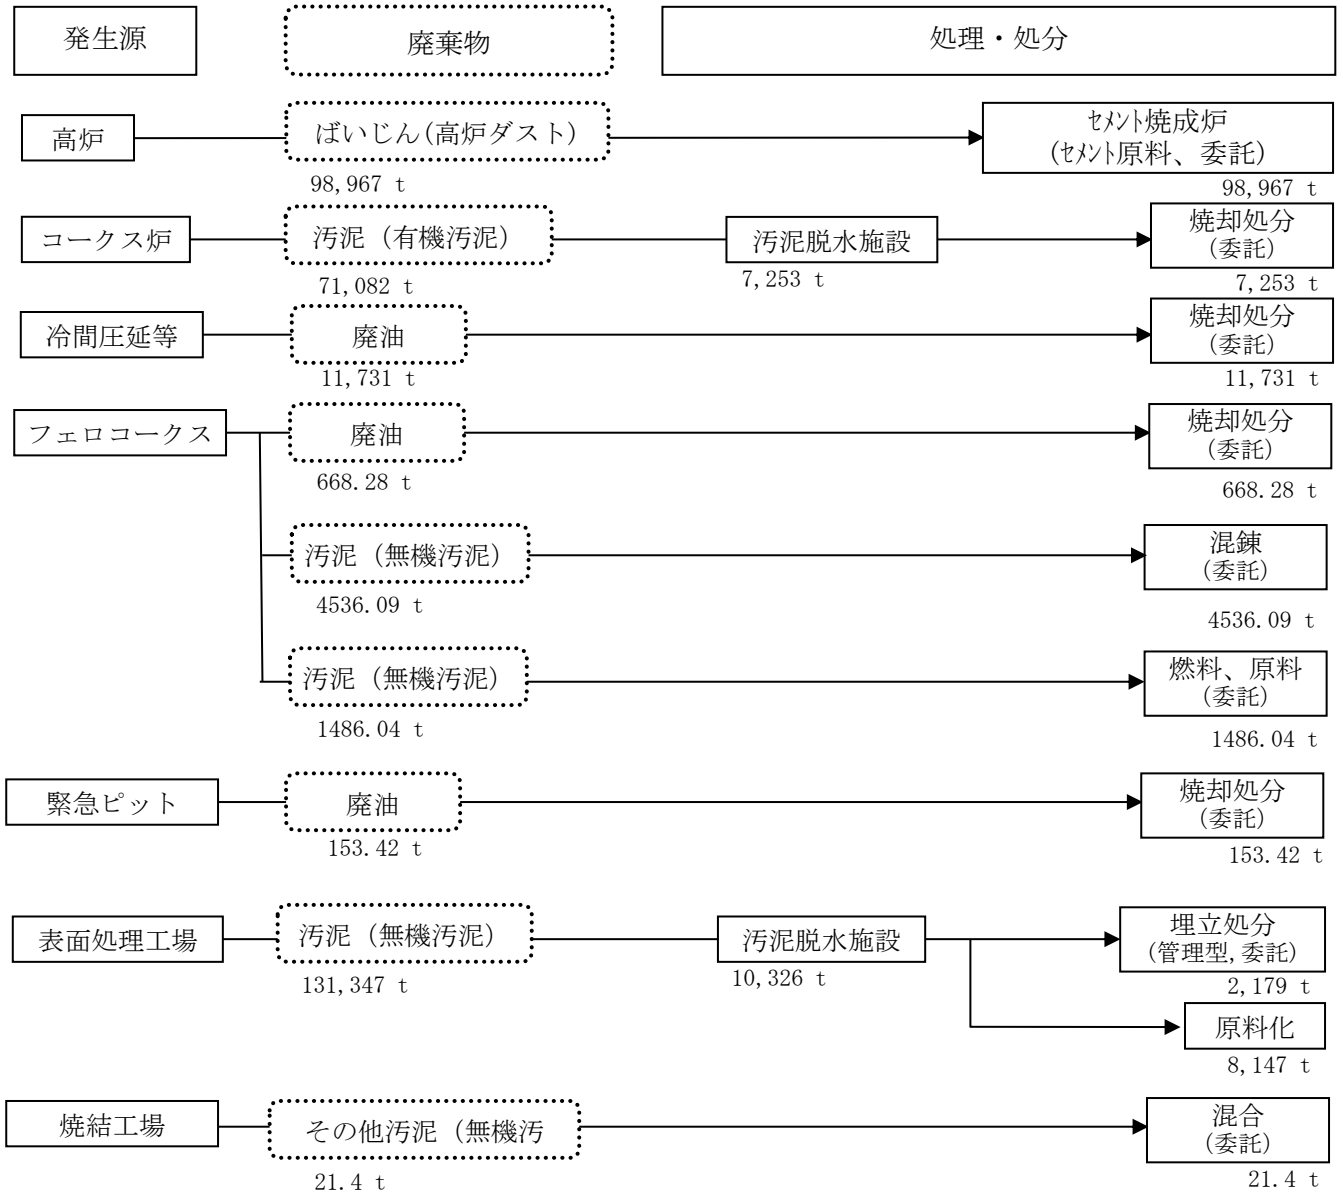 発生源
廃棄物
処理・処分
高炉
ばいじん(高炉ダスト)
98,967 t
セメント焼成炉
(セメント原料、委託)
98,967 t
コークス炉
汚泥（有機汚泥）
71,082 t
汚泥脱水施設
7,253 t
焼却処分
(委託)
7,253 t
冷間圧延等
廃油
11,731 t
焼却処分
(委託)
11,731 t
フェロコークス
廃油
668.28 t
焼却処分
(委託)
668.28 t
汚泥（無機汚泥）
4536.09 t
混錬
(委託)
4536.09 t
汚泥（無機汚泥）
1486.04 t
燃料、原料
(委託)
1486.04 t
緊急ピット
廃油
153.42 t
焼却処分
(委託)
153.42 t
表面処理工場
汚泥（無機汚泥）
131,347 t
汚泥脱水施設
10,326 t
埋立処分
(管理型,委託)
2,179 t
原料化
8,147 t
焼結工場
その他汚泥（無機汚
21.4 t
混合
(委託)
21.4 t